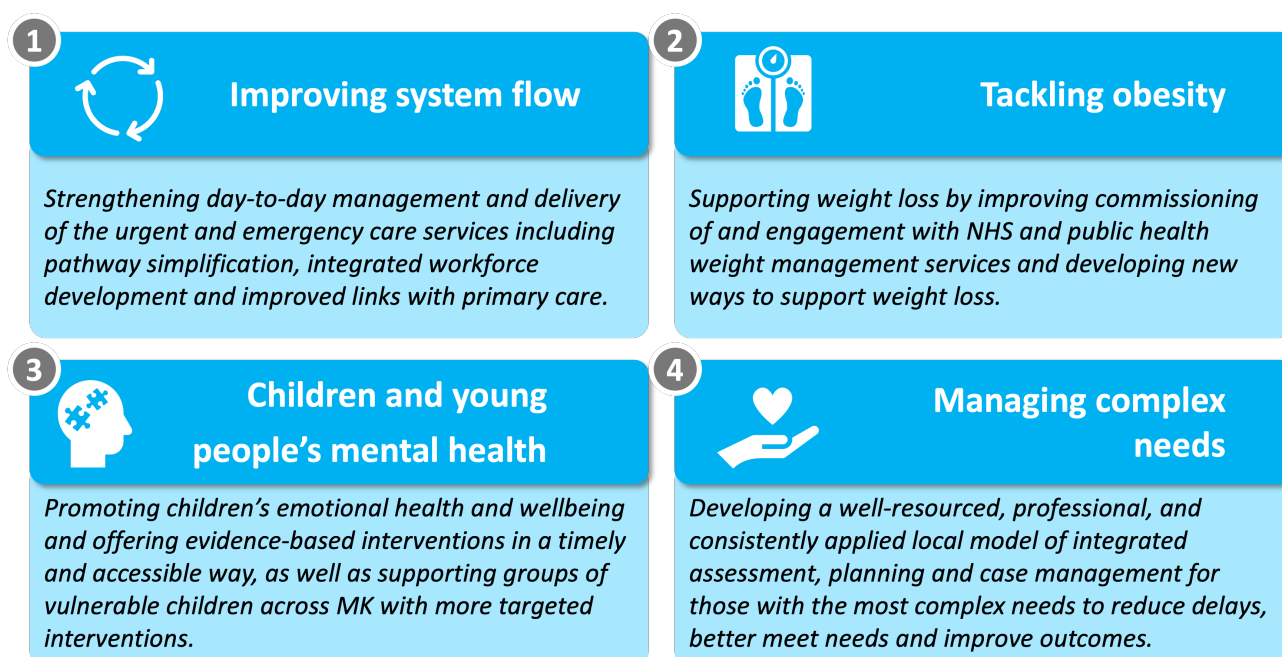 1
Improving system flow
Strengthening day-to-day management and delivery
of the urgent and emergency care services including
pathway simplification, integrated workforce
development and improved links with primary care.
2
Tackling obesity
Supporting weight loss by improving commissioning
of and engagement with NHS and public health
weight management services and developing new
ways to support weight loss.
3
Children and young
people’s mental health
Promoting children’s emotional health and wellbeing
and offering evidence-based interventions in a timely
and accessible way, as well as supporting groups of
vulnerable children across MK with more targeted
interventions.
4
Managing complex
needs
Developing a well-resourced, professional, and
consistently applied local model of integrated
assessment, planning and case management for
those with the most complex needs to reduce delays,
better meet needs and improve outcomes.